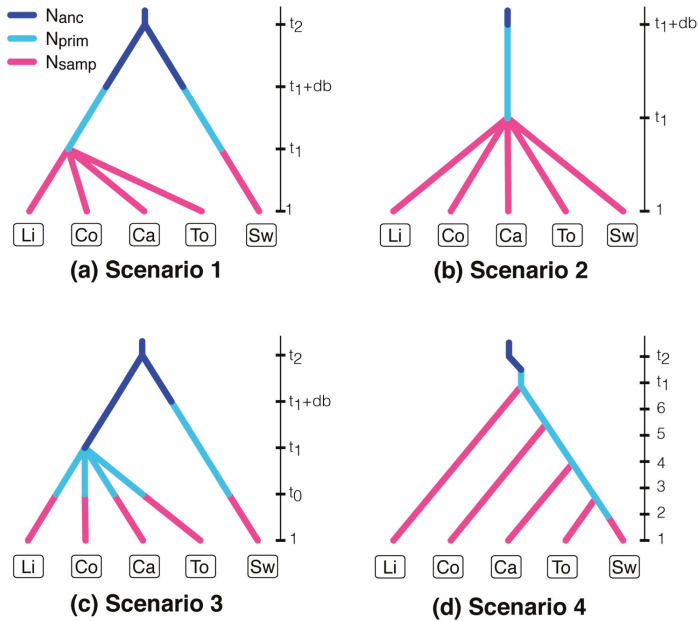 Nanc
Nprim
Nsamp
t2
t1+db
t1
1
Li Co Ca To Sw
(a) Scenario 1
t1+db
t1
1
Li Co Ca To Sw
(b) Scenario 2
t2
t1+db
t1
t0
1
Li Co Ca To Sw
(c) Scenario 3
t2
t1
6
5
4
3
2
1
Li Co Ca To Sw
(d) Scenario 4